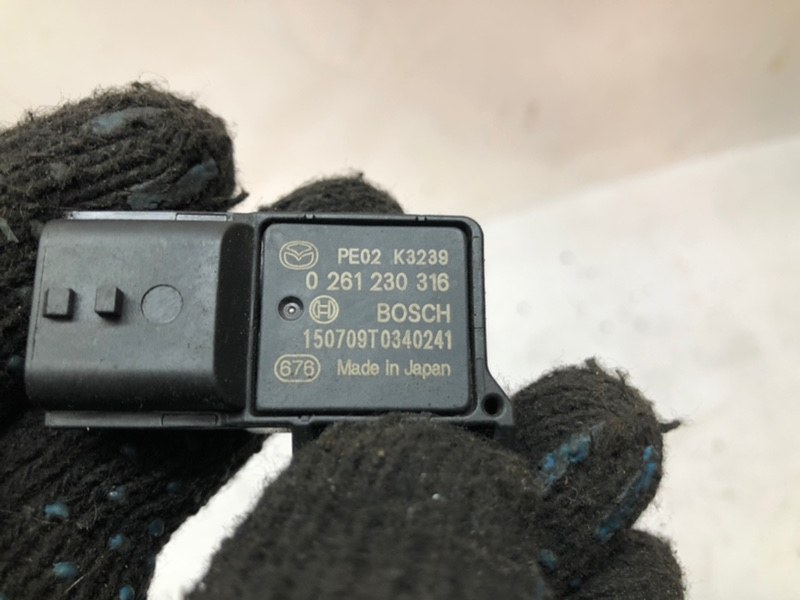 PE02 K3239
0 261 230 316
BOSCH
150709T0340241
676 Made in Japan